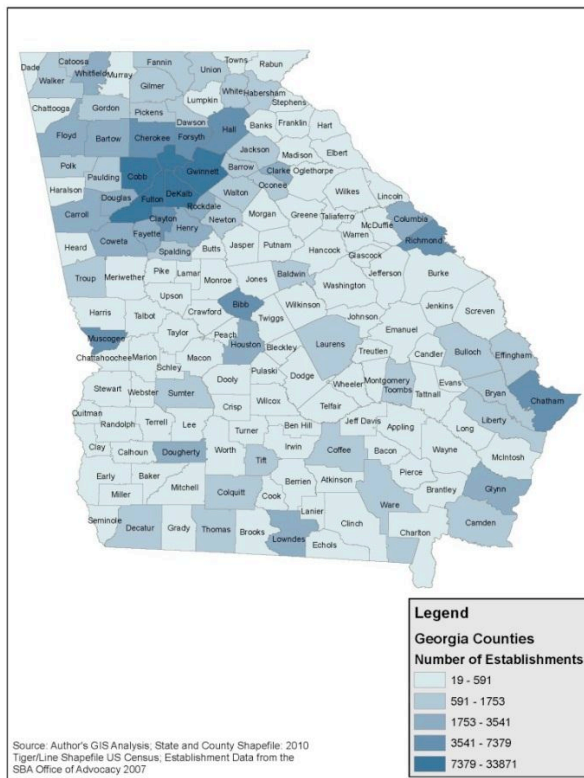 Dade
Catoosa
Fannin
Towns
Rabun
Walker
Whitfield
Murray
Union
Gilmer
White
Habersham
Lumpkin
Stephens
Chattooga
Gordon
Pickens
Dawson
Banks
Franklin
Hart
Floyd
Bartow
Cherokee
Forsyth
Hall
Madison
Elbert
Polk
Paulding
Cobb
Gwinnett
Jackson
Barrow
Clarke
Oglethorpe
Haralson
Douglas
Fulton
DeKalb
Walton
Oconee
Wilkes
Lincoln
Carroll
Clayton
Rockdale
Newton
Morgan
Greene
Taliaferro
McDuffie
Columbia
Richmond
Heard
Coweta
Fayette
Henry
Warren
Glascock
Spalding
Butts
Jasper
Putnam
Hancock
Troup
Meriwether
Pike
Lamar
Monroe
Jones
Baldwin
Washington
Jefferson
Burke
Upson
Bibb
Wilkinson
Jenkins
Screven
Harris
Talbot
Crawford
Twiggs
Johnson
Emanuel
Muscogee
Taylor
Peach
Houston
Bleckley
Laurens
Treutlen
Candler
Bulloch
Effingham
Chattahoochee
Marion
Macon
Schley
Pulaski
Dodge
Montgomery
Toombs
Evans
Bryan
Chatham
Stewart
Webster
Sumter
Dooly
Wilcox
Wheeler
Telfair
Tattnall
Liberty
Quitman
Randolph
Terrell
Lee
Crisp
Turner
Ben Hill
Jeff Davis
Appling
Long
Clay
Calhoun
Dougherty
Worth
Tift
Irwin
Coffee
Bacon
Wayne
McIntosh
Early
Baker
Mitchell
Berrien
Atkinson
Pierce
Brantley
Glynn
Miller
Colquitt
Cook
Lanier
Ware
Seminole
Decatur
Grady
Thomas
Brooks
Lowndes
Echols
Clinch
Charlton
Camden
Legend
Georgia Counties
Number of Establishments
19 - 591
591 - 1753
1753 - 3541
3541 - 7379
7379 - 33871
Source: Author's GIS Analysis; State and County Shapefile: 2010
Tiger/Line Shapefile US Census; Establishment Data from the
SBA Office of Advocacy 2007